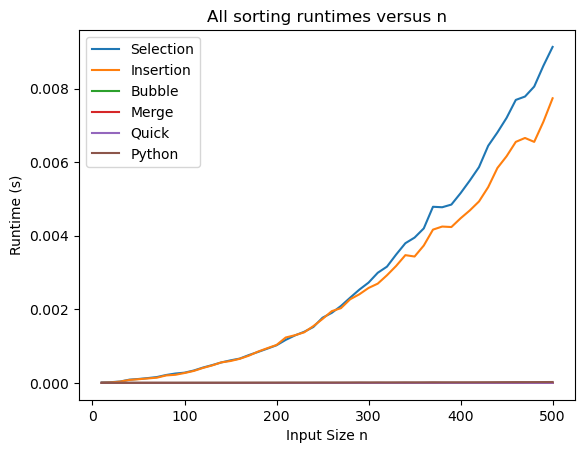 All sorting runtimes versus n
Selection
Insertion
Bubble
Merge
Quick
Python
0.008
0.006
0.004
0.002
0.000
Runtime (s)
0
100
200
300
400
500
Input Size n